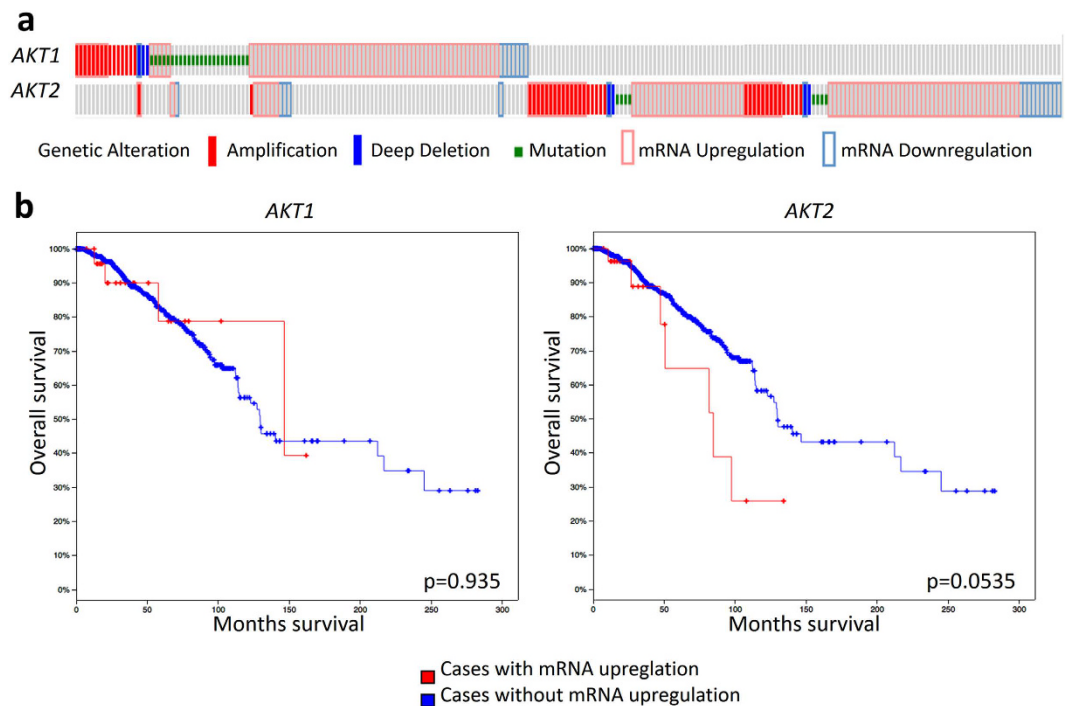 a
AKT1
AKT2
Genetic Alteration Amplification Deep Deletion Mutation mRNA Upregulation mRNA Downregulation
b
AKT1
AKT2
Overall survival
100%
90%
80%
70%
60%
50%
40%
30%
20%
10%
0%
p=0.935
0 50 100 150 200 250 300
Months survival
Overall survival
100%
90%
80%
70%
60%
50%
40%
30%
20%
10%
0%
p=0.0535
0 50 100 150 200 250 300
Months survival
Cases with mRNA upreglation
Cases without mRNA upregulation